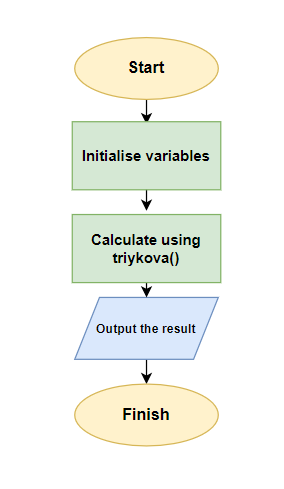 Start
Initialise variables
Calculate using
triykova()
Output the result
Finish